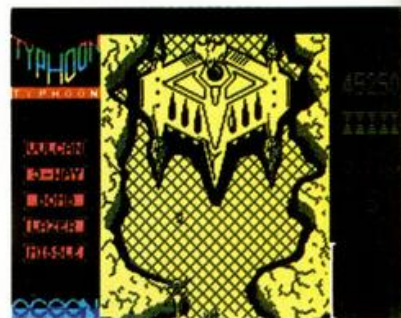 TYPHOON
TYPHOON
45250
VULCAN
3-WAY
BOMB
LAZER
MISSLE
OCEAN